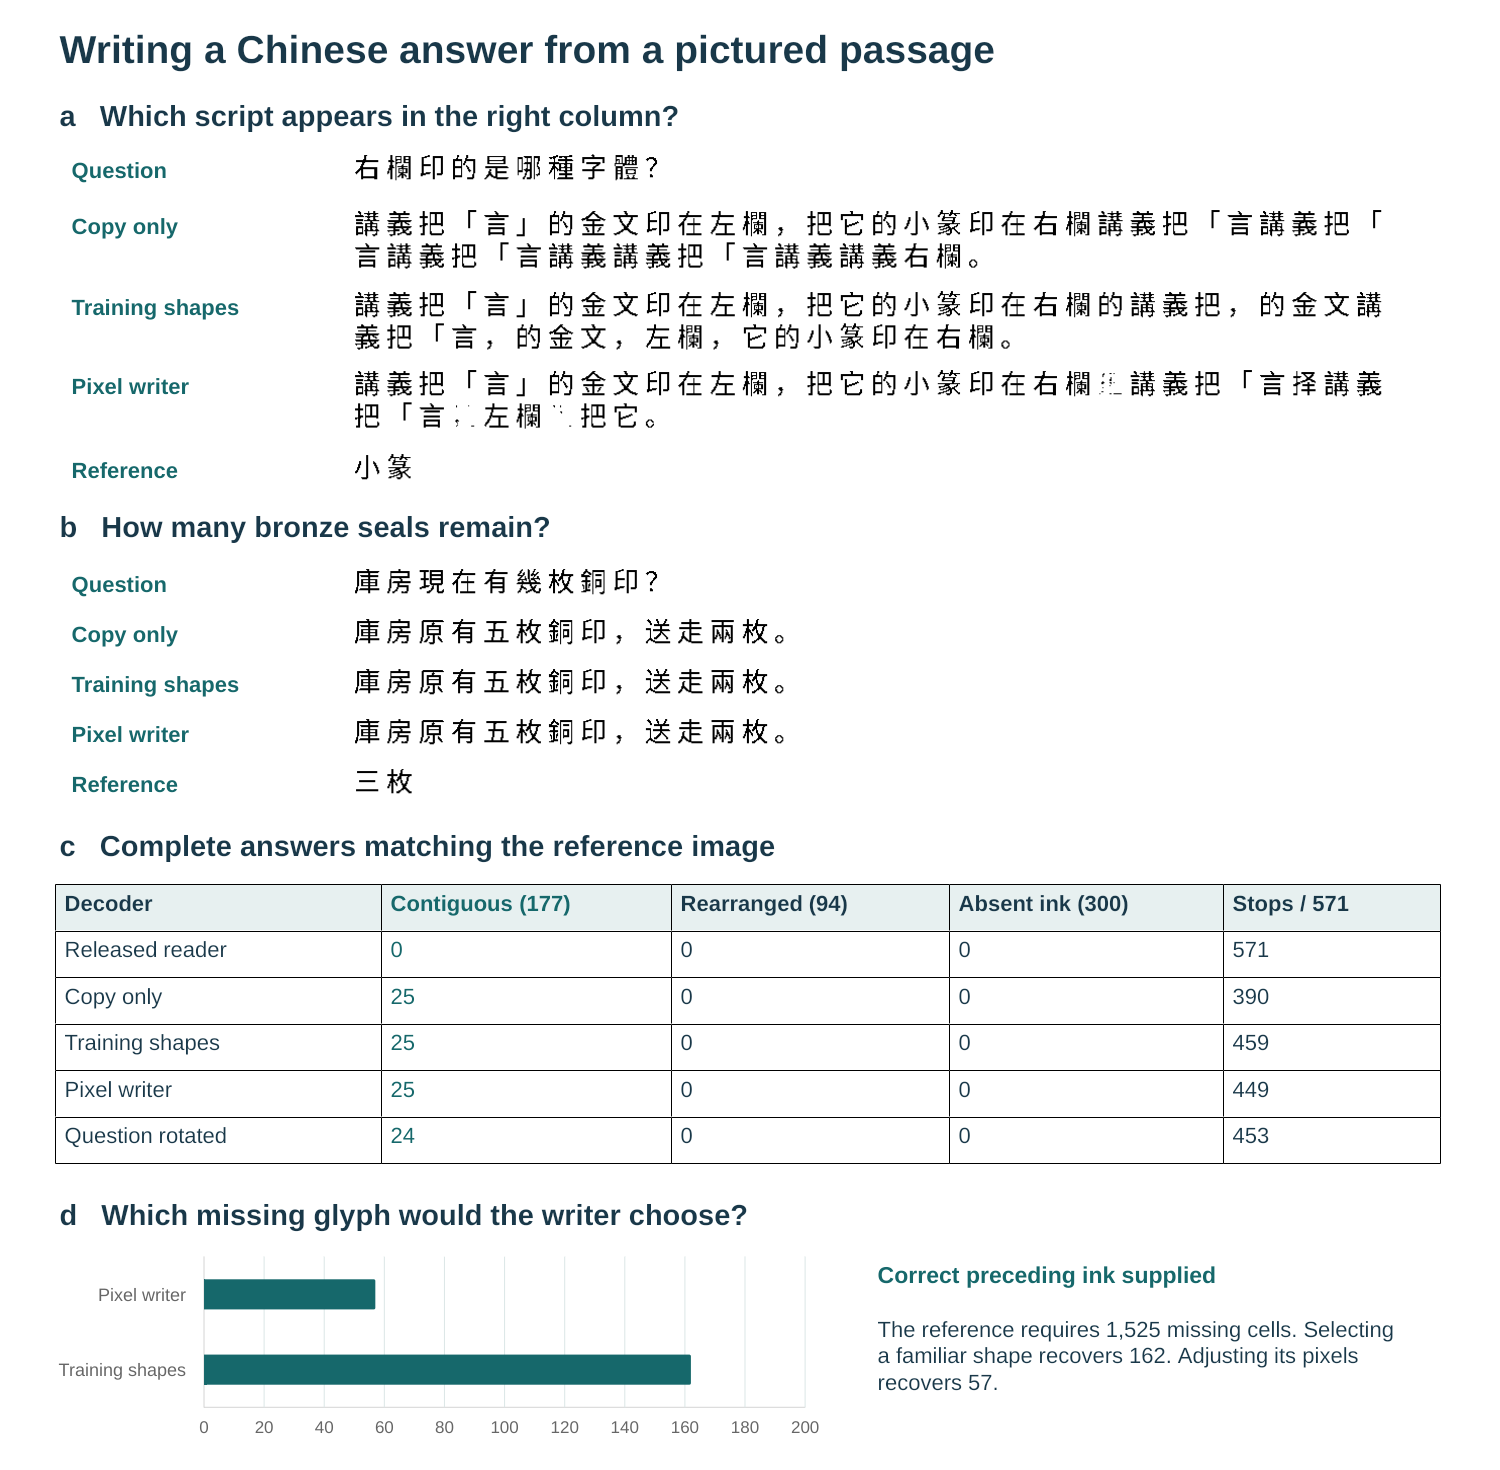 Writing a Chinese answer from a pictured passage
a Which script appears in the right column?
Question 右欄印的是哪種字體？
Copy only 講義把「言」的金文印在左欄，把它的小篆印在右欄講義把「言講義把「
言講義把「言講義講義把「言講義講義右欄。
Training shapes 講義把「言」的金文印在左欄，把它的小篆印在右欄的講義把，的金文講
義把「言，的金文，左欄，它的小篆印在右欄。
Pixel writer 講義把「言」的金文印在左欄，把它的小篆印在右欄講義把「言择講義
把「言左欄把它。
Reference 小篆
b How many bronze seals remain?
Question 庫房現在有幾枚銅印？
Copy only 庫房原有五枚銅印，送走兩枚。
Training shapes 庫房原有五枚銅印，送走兩枚。
Pixel writer 庫房原有五枚銅印，送走兩枚。
Reference 三枚
c Complete answers matching the reference image
Decoder Contiguous (177) Rearranged (94) Absent ink (300) Stops / 571
Released reader 0 0 0 571
Copy only 25 0 0 390
Training shapes 25 0 0 459
Pixel writer 25 0 0 449
Question rotated 24 0 0 453
d Which missing glyph would the writer choose?
Pixel writer
Training shapes
0 20 40 60 80 100 120 140 160 180 200
Correct preceding ink supplied
The reference requires 1,525 missing cells. Selecting
a familiar shape recovers 162. Adjusting its pixels
recovers 57.